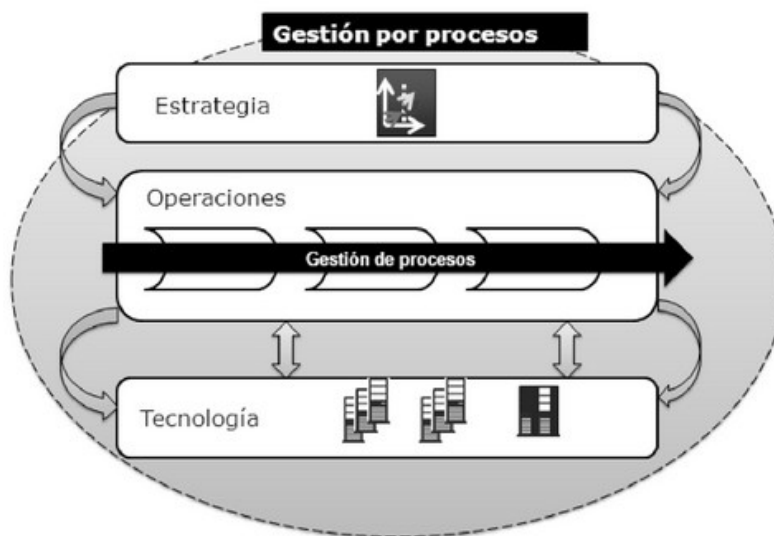 Gestión por procesos
Estrategia
Operaciones
Gestión de procesos
Tecnología